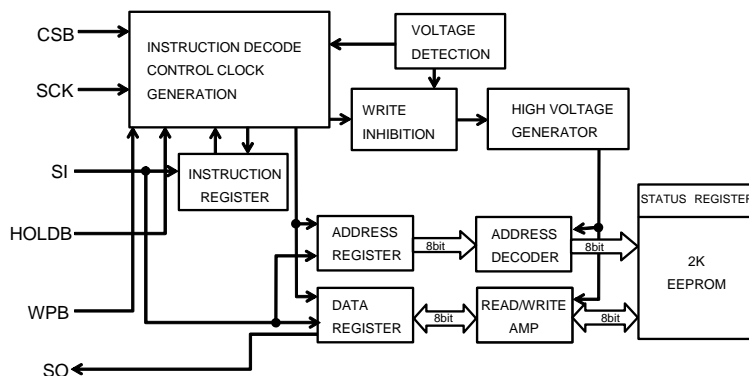 CSB
SCK
SI
HOLDB
WPB
SO
INSTRUCTION DECODE
CONTROL CLOCK
GENERATION
VOLTAGE
DETECTION
WRITE
INHIBITION
HIGH VOLTAGE
GENERATOR
INSTRUCTION
REGISTER
ADDRESS
REGISTER
8bit
ADDRESS
DECODER
8bit
DATA
REGISTER
8bit
READ/WRITE
AMP
8bit
STATUS REGISTER
2K
EEPROM